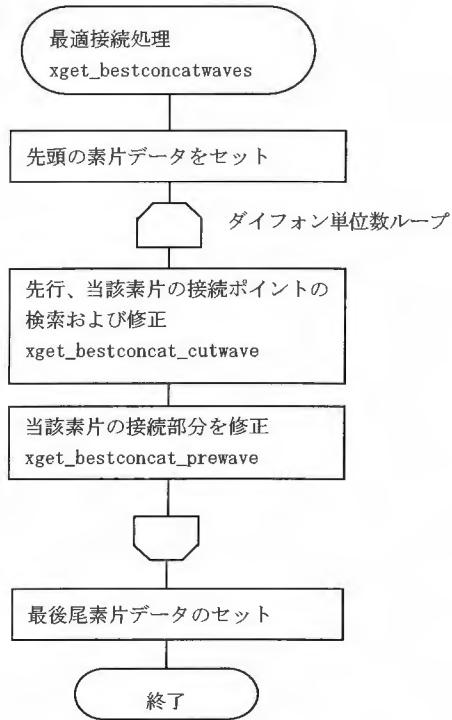 最適接続処理
xget_bestconcatwaves
先頭の素片データをセット
ダイフォン単位数ループ
先行、当該素片の接続ポイントの
検索および修正
xget_bestconcat_cutwave
当該素片の接続部分を修正
xget_bestconcat_prewave
最後尾素片データのセット
終了